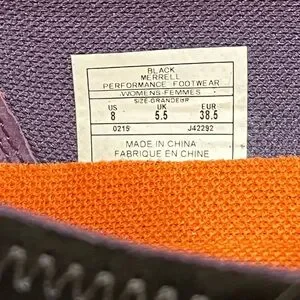 BLACK
MERRELL
PERFORMANCE FOOTWEAR
WOMENS-FEMMES
SIZE-GRANDEUR
US UK EUR
8 5.5 38.5
0215 J42292
MADE IN CHINA
FABRIQUE EN CHINE